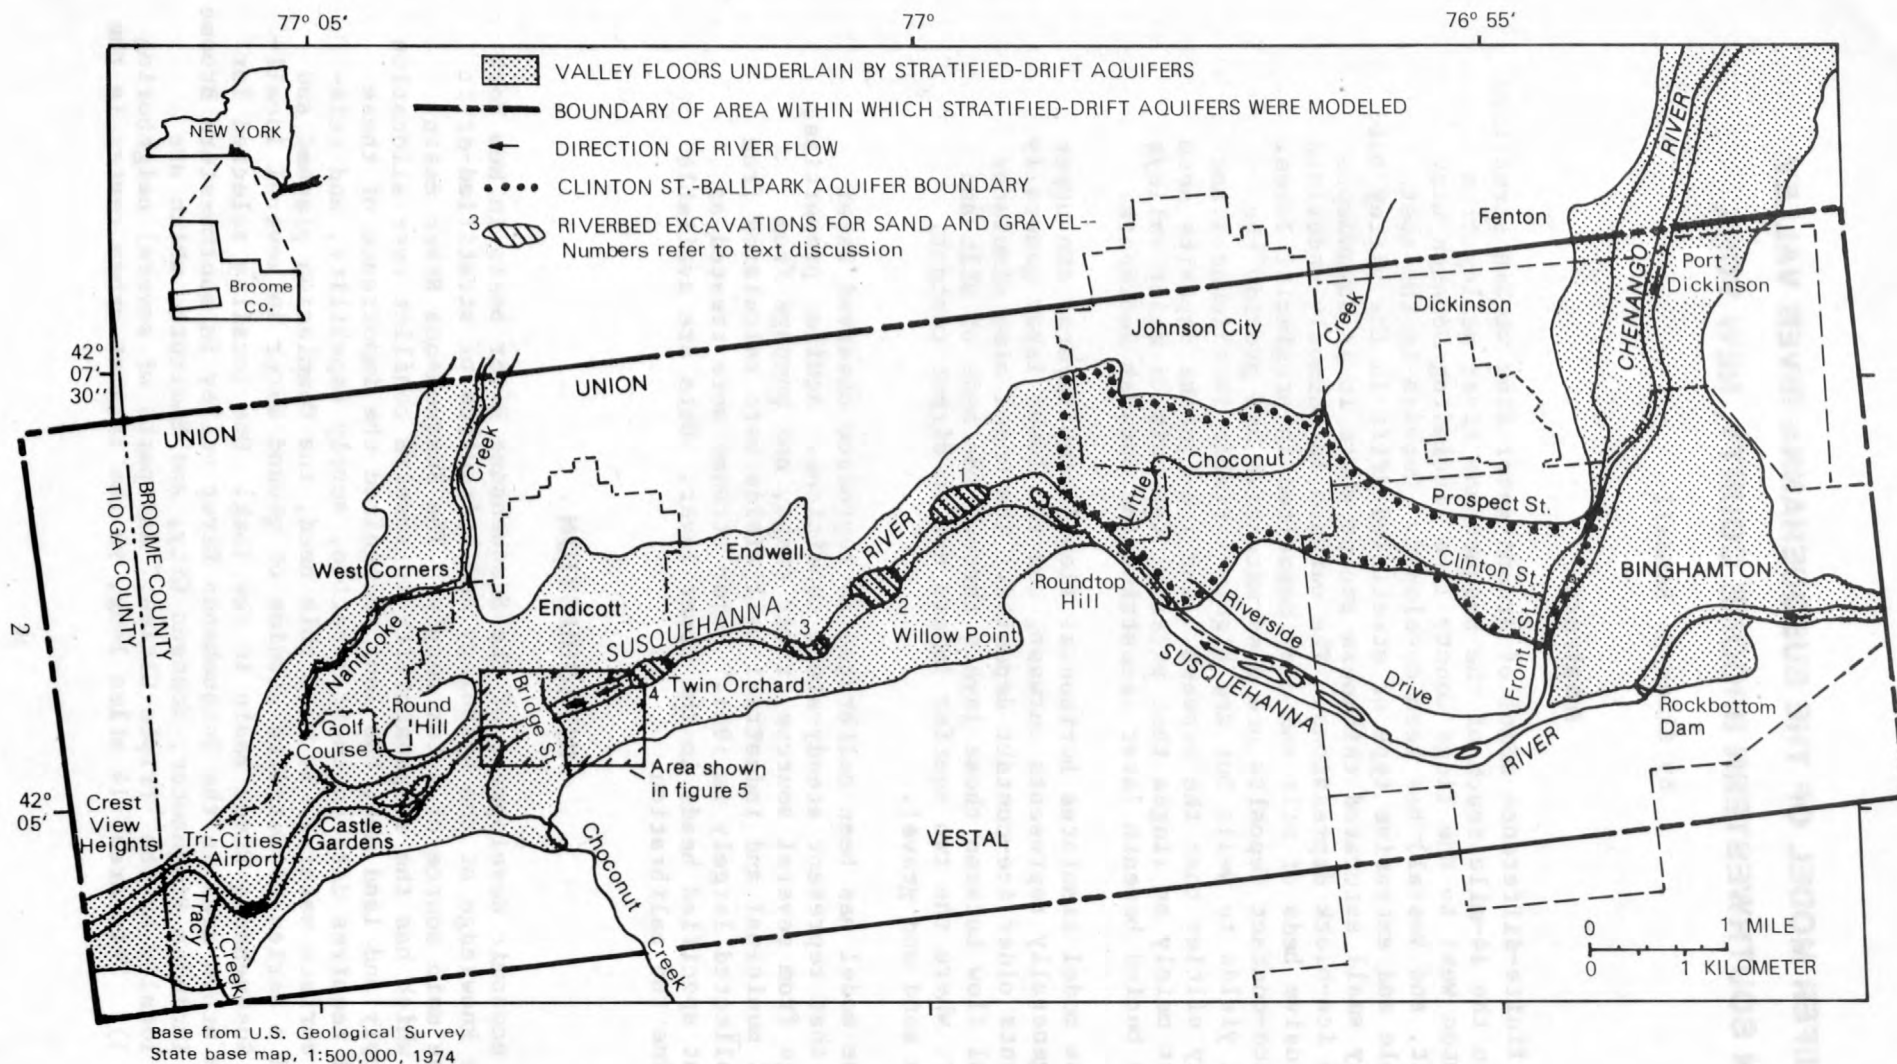 77° 05'
77°
76° 55'
VALLEY FLOORS UNDERLAIN BY STRATIFIED-DRIFT AQUIFERS
BOUNDARY OF AREA WITHIN WHICH STRATIFIED-DRIFT AQUIFERS WERE MODELED
DIRECTION OF RIVER FLOW
CLINTON ST.-BALLPARK AQUIFER BOUNDARY
3
RIVERBED EXCAVATIONS FOR SAND AND GRAVEL--
Numbers refer to text discussion
NEW YORK
Broome
Co.
42°
07'
30"
UNION
UNION
TIOGA COUNTY
BROOME COUNTY
Creek
West Corners
Nanticoke
Endicott
Endwell
SUSQUEHANNA
RIVER
1
2
3
4
Johnson City
Creek
Dickinson
Fenton
RIVER
CHENANGO
Port
Dickinson
Little
Choconut
Prospect St.
Clinton St.
BINGHAMTON
Front St.
Roundtop
Hill
Riverside
Drive
SUSQUEHANNA
RIVER
Rockbottom
Dam
Willow Point
Twin Orchard
Bridge St.
Round
Hill
Golf
Course
Area shown
in figure 5
42°
05'
Crest
View
Heights
Tri-Cities
Airport
Castle
Gardens
Tracy
Creek
Choconut
Creek
VESTAL
0 1 MILE
0 1 KILOMETER
2
Base from U.S. Geological Survey
State base map, 1:500,000, 1974